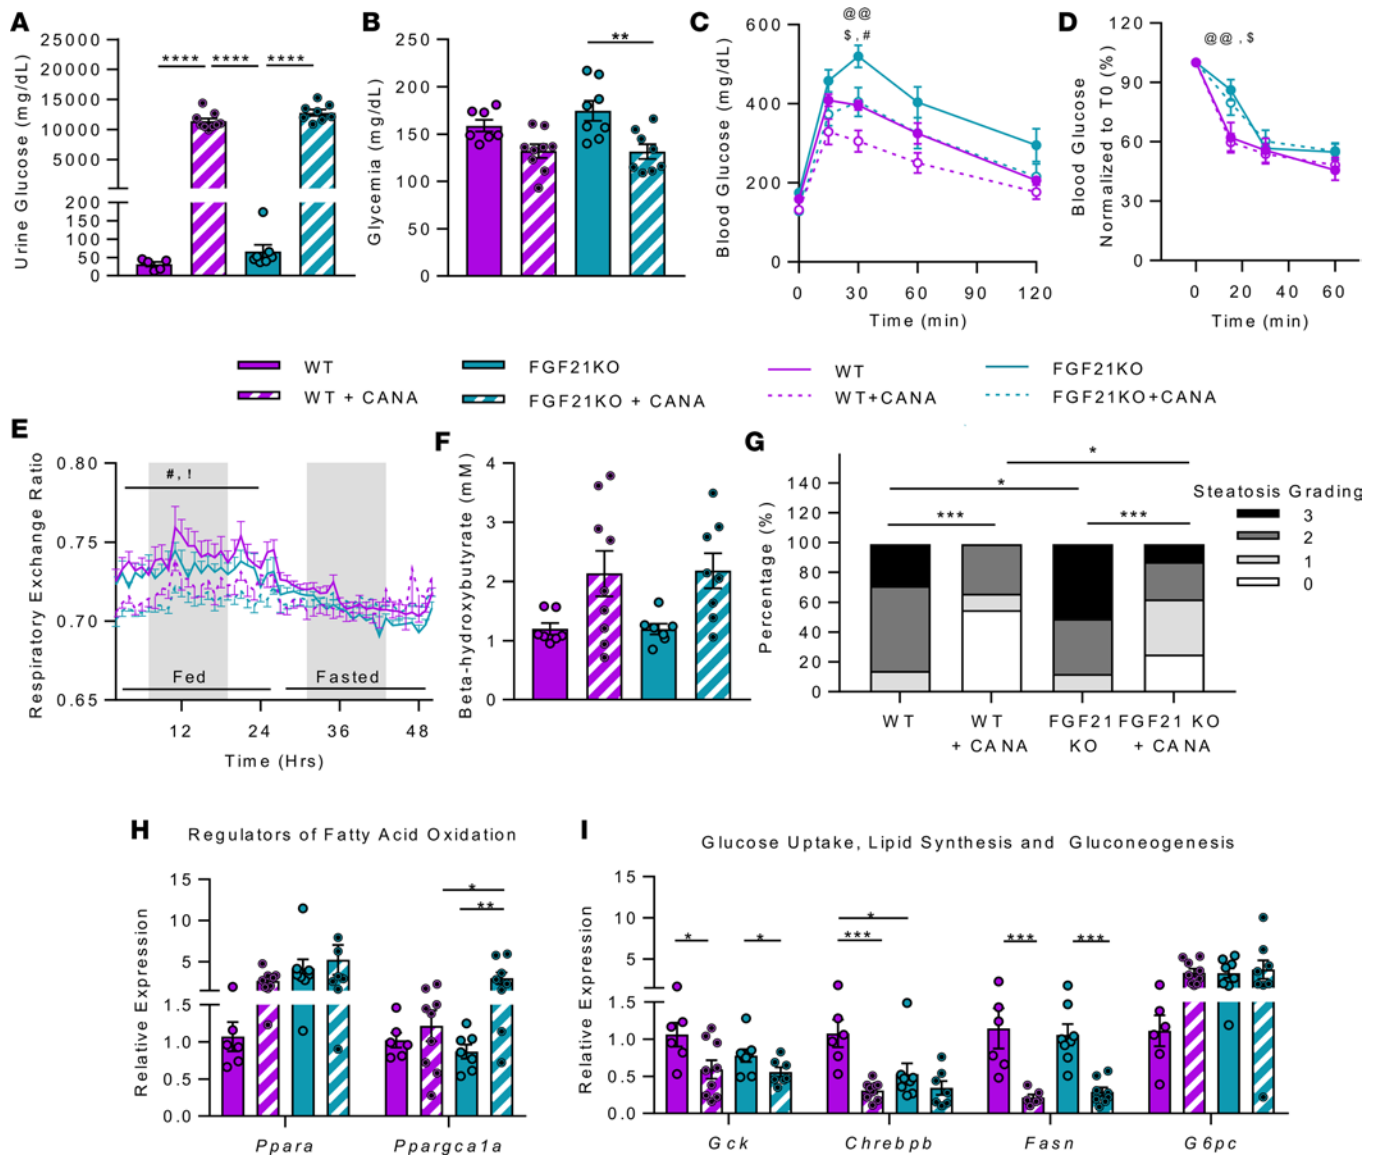 A
Urine Glucose (mg/dL)
25000
20000
15000
10000
5000
200
150
100
50
0
****
****
****
B
Glycemia (mg/dL)
250
200
150
100
50
0
**
C
Blood Glucose (mg/dL)
600
400
200
0
@@
$,#
0 30 60 90 120
Time (min)
D
Blood Glucose
Normalized to T0 (%)
120
90
60
30
0
@@,$
0 20 40 60
Time (min)
WT
WT + CANA
FGF21KO
FGF21KO + CANA
WT
WT+CANA
FGF21KO
FGF21KO+CANA
E
Respiratory Exchange Ratio
0.80
0.75
0.70
0.65
#,!
Fed
Fasted
12 24 36 48
Time (Hrs)
F
Beta-hydroxybutyrate (mM)
4
3
2
1
0
G
Percentage (%)
140
120
100
80
60
40
20
0
*
*
***
***
Steatosis Grading
3
2
1
0
WT
WT
+ CANA
FGF21
KO
FGF21 KO
+ CANA
H
Regulators of Fatty Acid Oxidation
Relative Expression
15
10
5
1.5
1.0
0.5
0.0
*
**
Ppara
Ppargca1a
I
Glucose Uptake, Lipid Synthesis and Gluconeogenesis
Relative Expression
15
10
5
1.5
1.0
0.5
0.0
*
*
*
***
***
***
Gck
Chrebpb
Fasn
G6pc